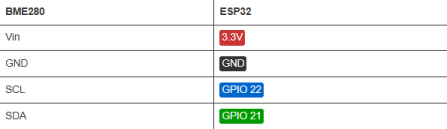 BME280 ESP32
Vin 3.3V
GND GND
SCL GPIO 22
SDA GPIO 21